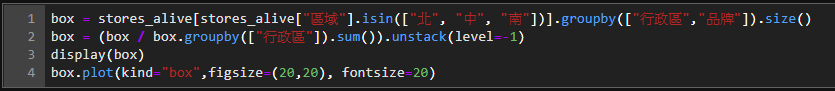 1 box = stores_alive[stores_alive["區域"].isin(["北", "中", "南"])].groupby(["行政區","品牌"]).size()
2 box = (box / box.groupby(["行政區"]).sum()).unstack(level=-1)
3 display(box)
4 box.plot(kind="box",figsize=(20,20), fontsize=20)